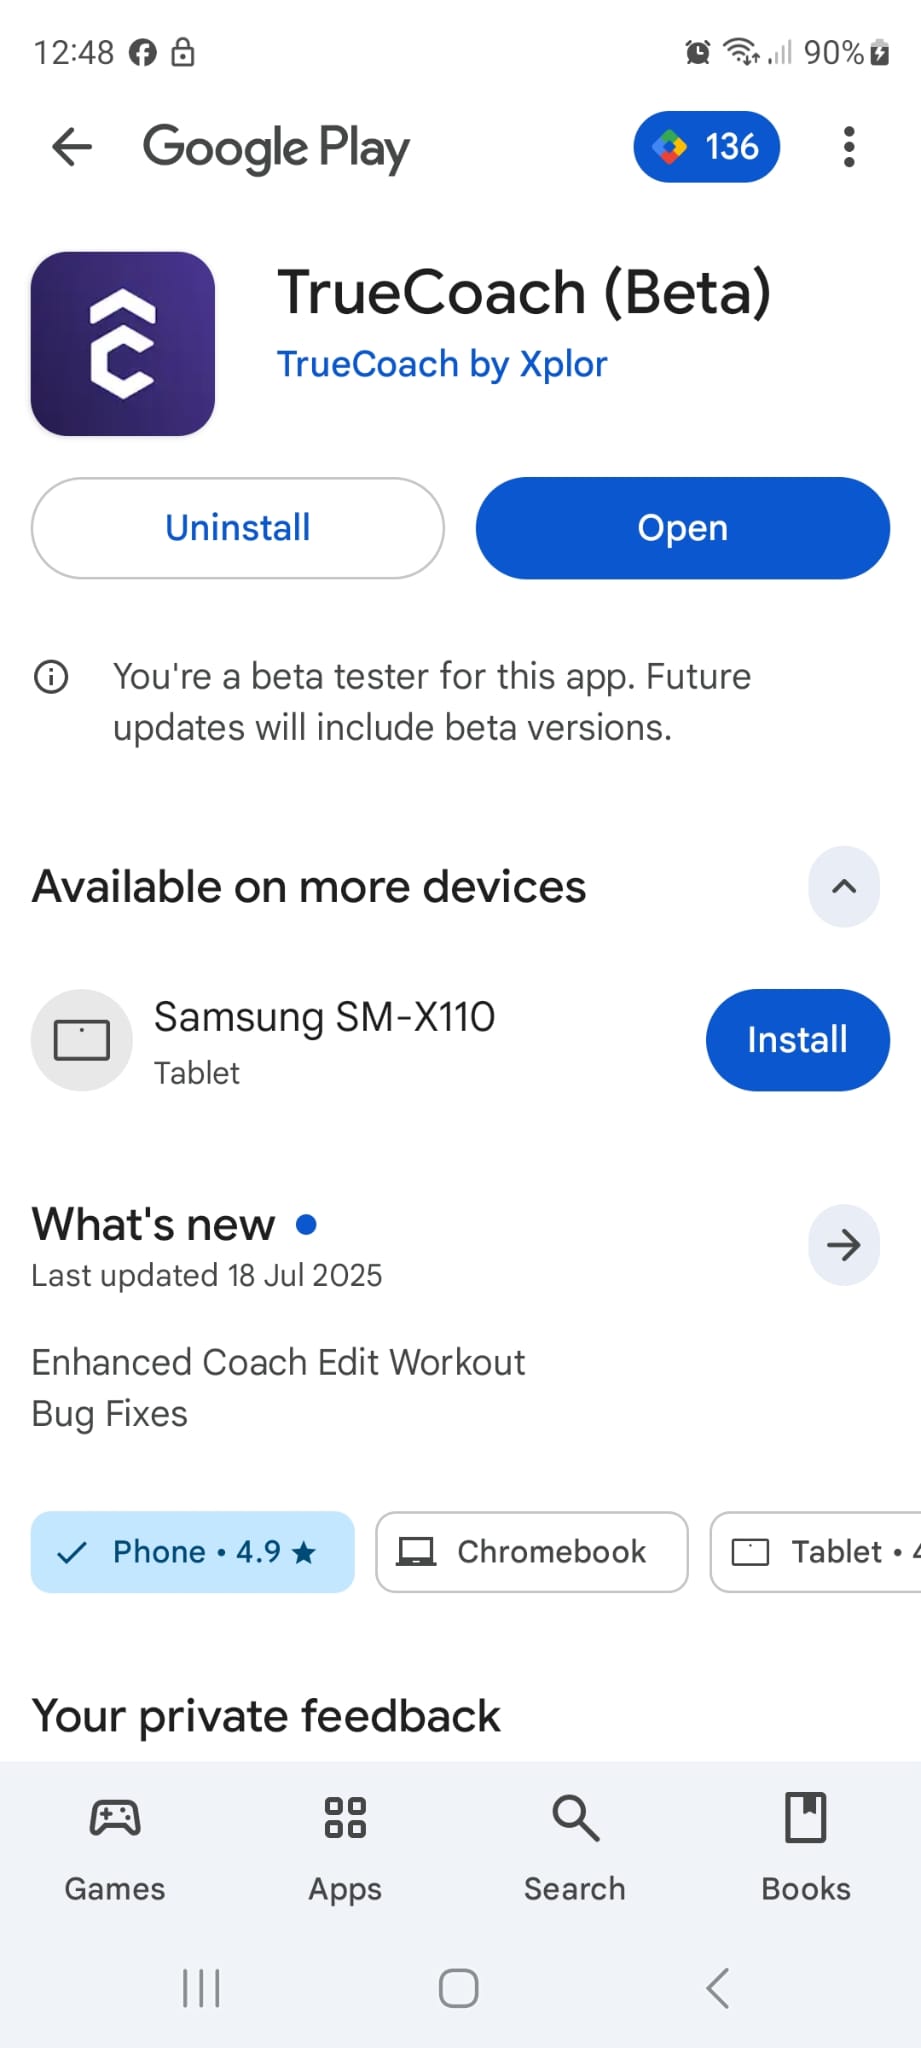 12:48
90%
Google Play
136
TrueCoach (Beta)
TrueCoach by Xplor
Uninstall
Open
You're a beta tester for this app. Future
updates will include beta versions.
Available on more devices
Samsung SM-X110
Tablet
Install
What's new
Last updated 18 Jul 2025
Enhanced Coach Edit Workout
Bug Fixes
Phone • 4.9 ★
Chromebook
Tablet •
Your private feedback
Games
Apps
Search
Books